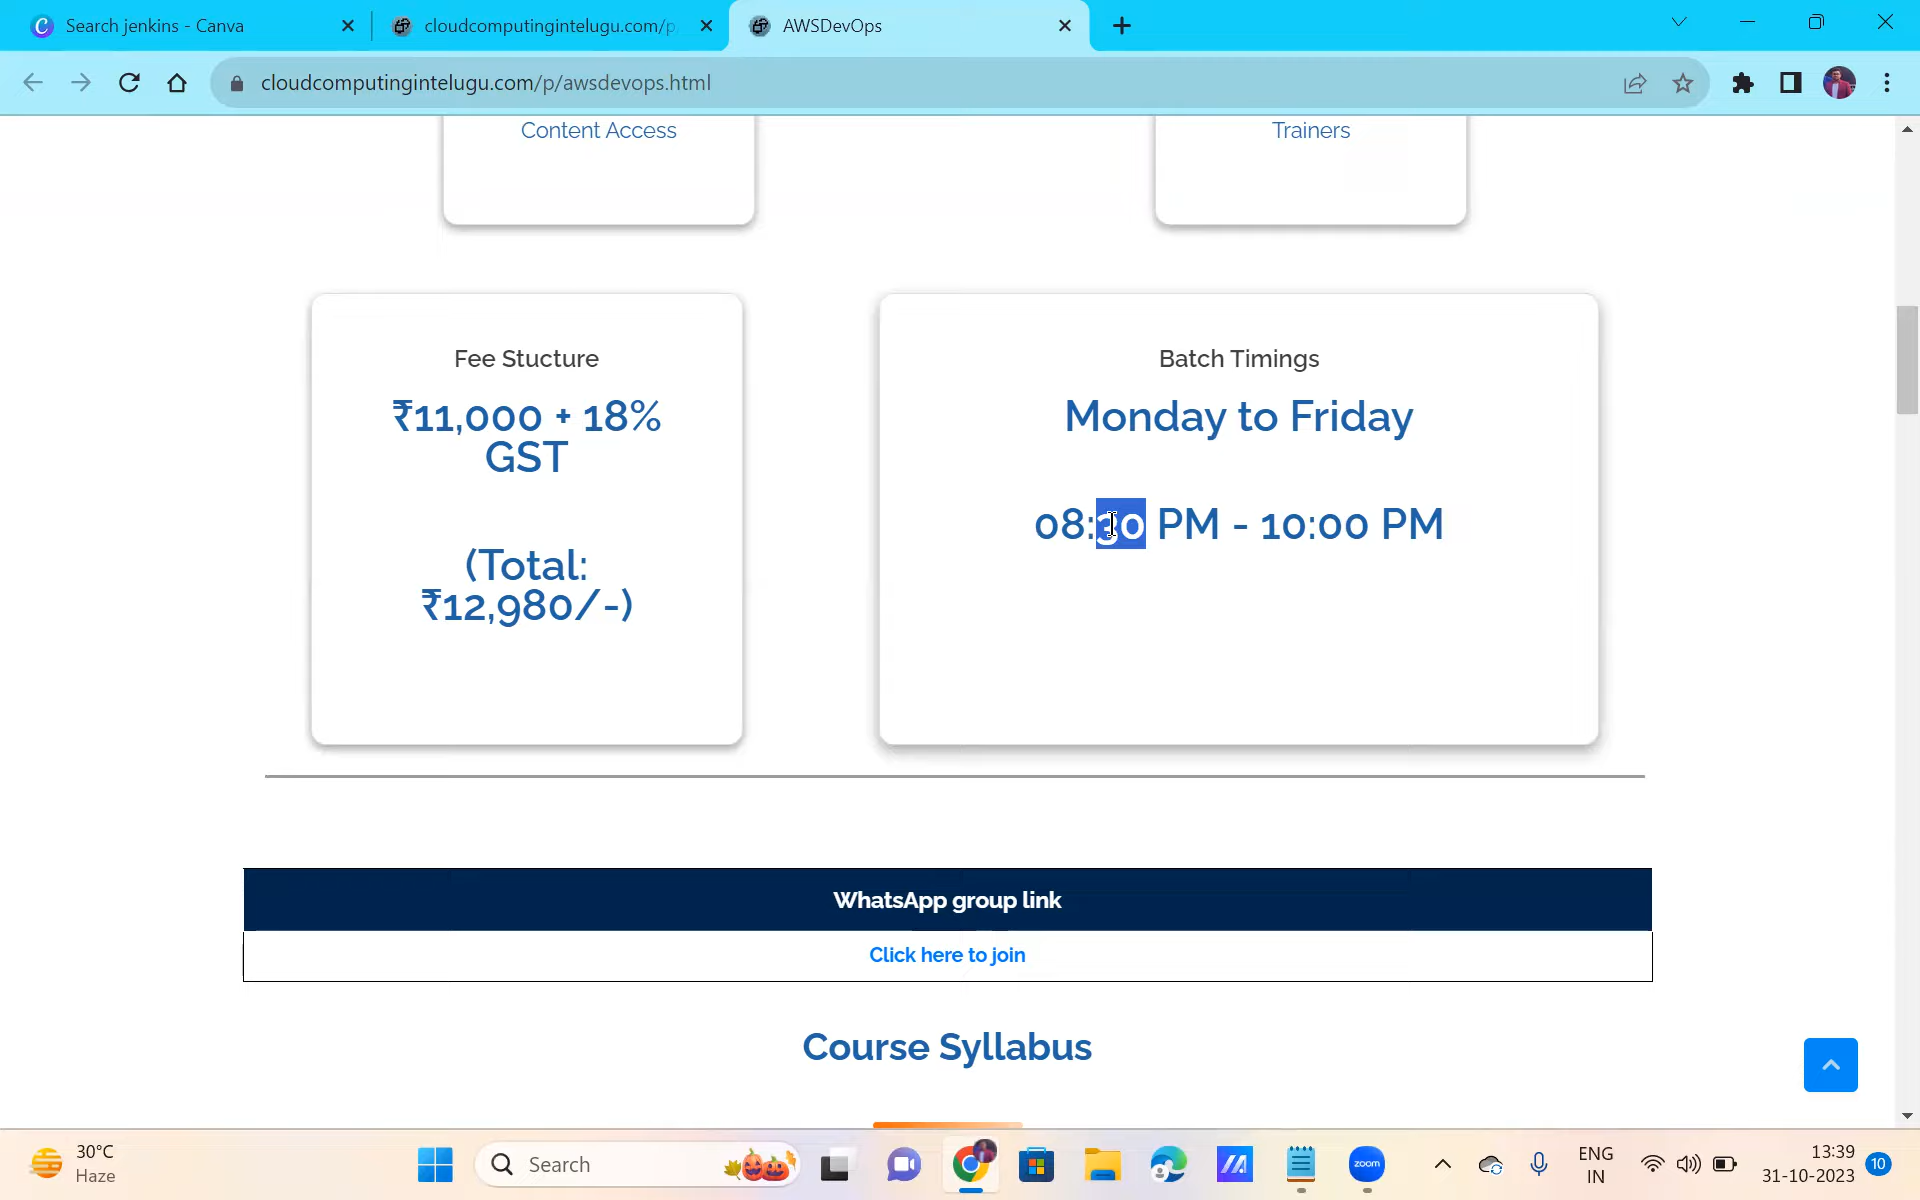 Search jenkins - Canva
cloudcomputingintelugu.com/p
AWSDevOps
cloudcomputingintelugu.com/p/awsdevops.html
Content Access
Trainers
Fee Stucture
₹11,000 + 18%
GST
(Total:
₹12,980/-)
Batch Timings
Monday to Friday
08:30 PM - 10:00 PM
WhatsApp group link
Click here to join
Course Syllabus
30°C
Haze
Search
zoom
ENG
IN
13:39
31-10-2023
10